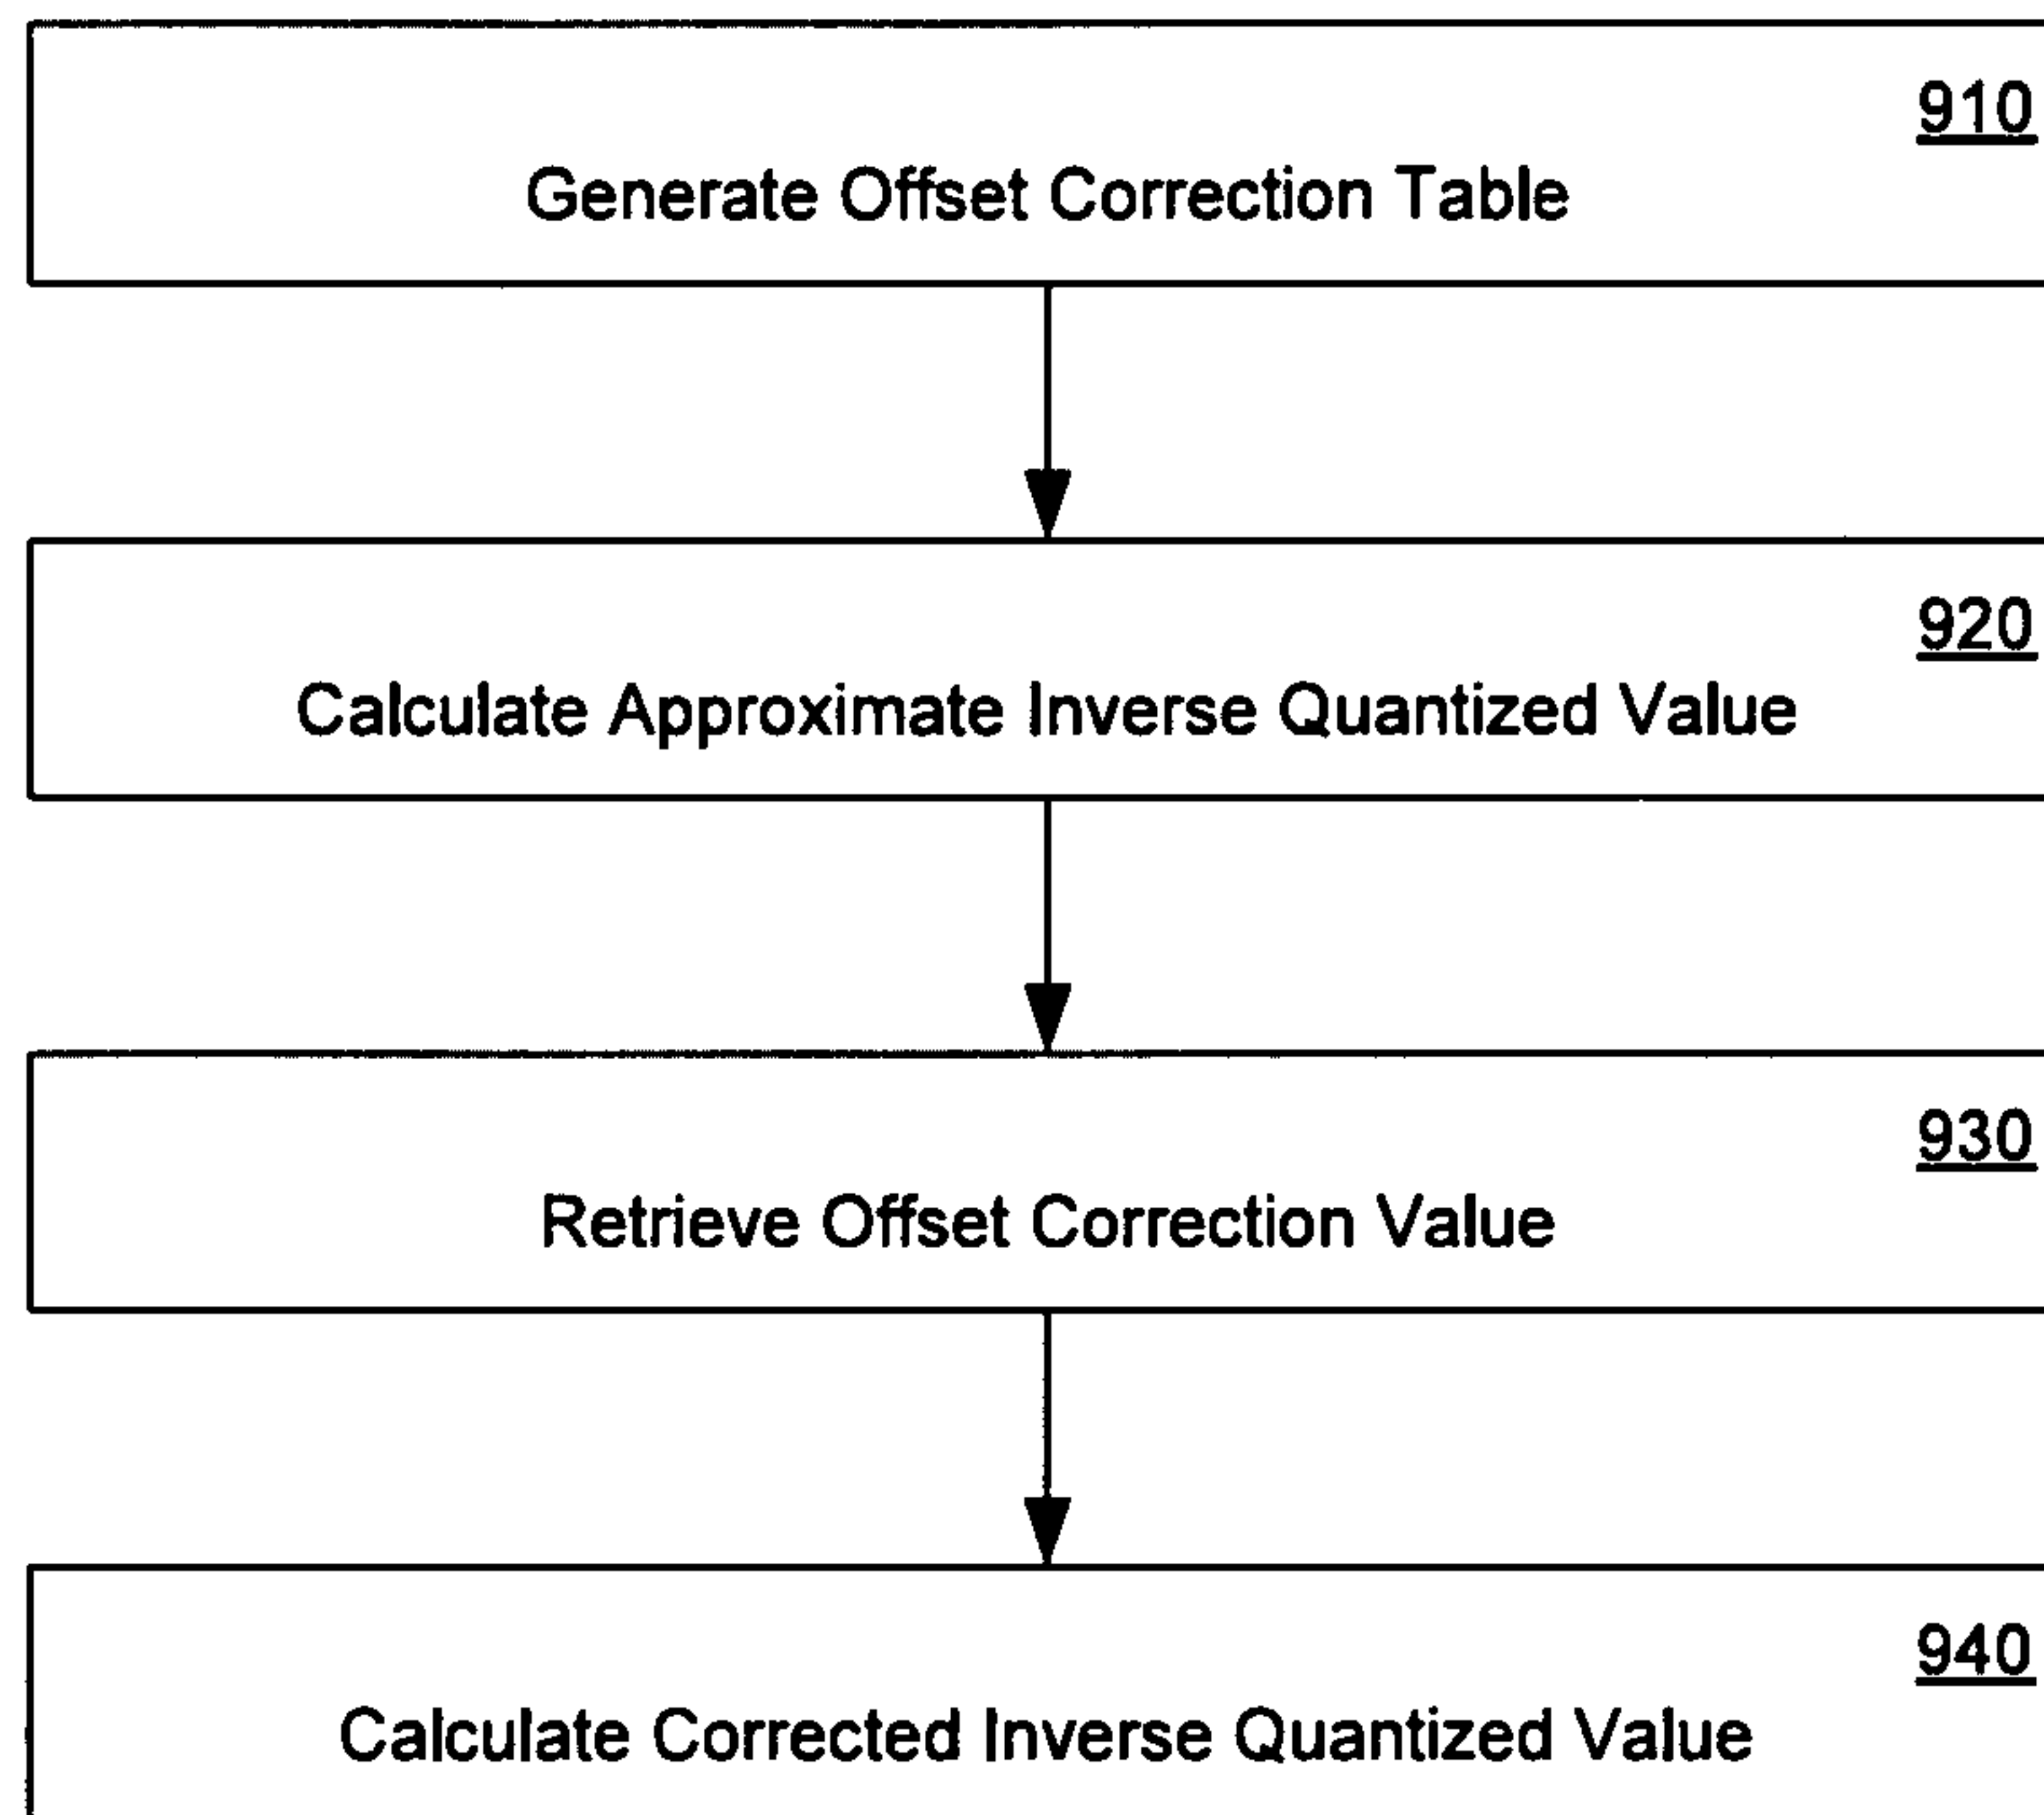 910
Generate Offset Correction Table
920
Calculate Approximate Inverse Quantized Value
930
Retrieve Offset Correction Value
940
Calculate Corrected Inverse Quantized Value